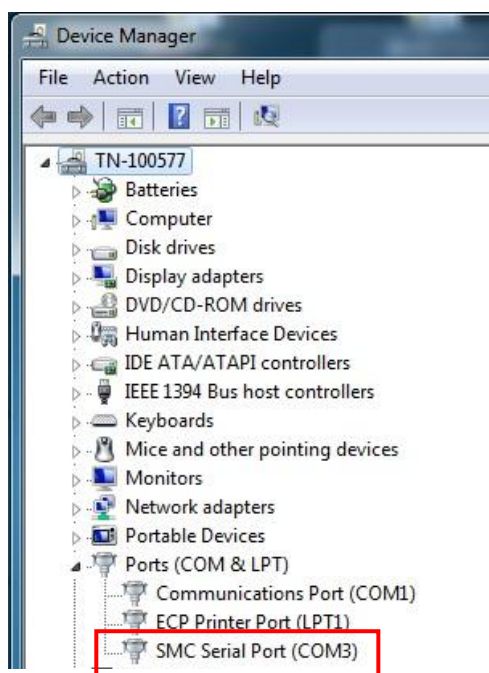 Device Manager
File Action View Help
TN-100577
Batteries
Computer
Disk drives
Display adapters
DVD/CD-ROM drives
Human Interface Devices
IDE ATA/ATAPI controllers
IEEE 1394 Bus host controllers
Keyboards
Mice and other pointing devices
Monitors
Network adapters
Portable Devices
Ports (COM & LPT)
Communications Port (COM1)
ECP Printer Port (LPT1)
SMC Serial Port (COM3)